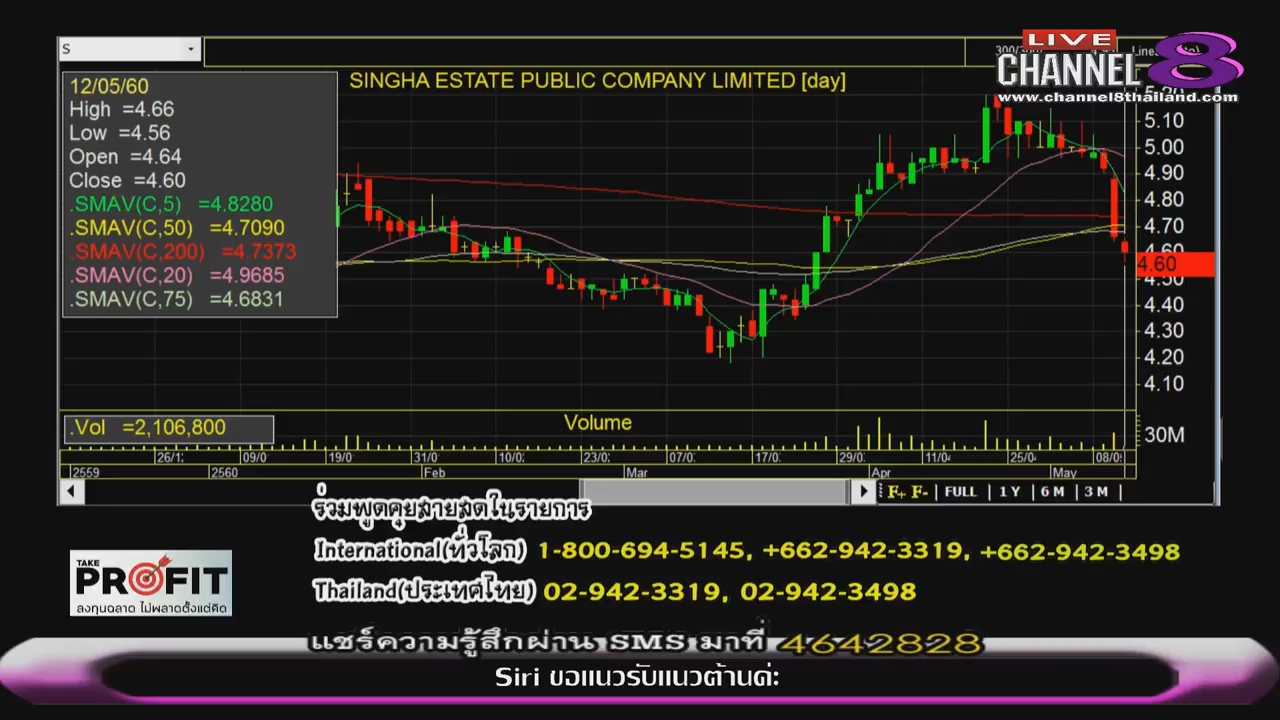 S
LIVE
CHANNEL 8
www.channel8thailand.com
SINGHA ESTATE PUBLIC COMPANY LIMITED [day]
12/05/60
High =4.66
Low =4.56
Open =4.64
Close =4.60
.SMAV(C,5) =4.8280
.SMAV(C,50) =4.7090
.SMAV(C,200) =4.7373
.SMAV(C,20) =4.9685
.SMAV(C,75) =4.6831
5.20
5.10
5.00
4.90
4.80
4.70
4.60
4.60
4.50
4.40
4.30
4.20
4.10
.Vol =2,106,800
Volume
30M
26/1: 09/0 19/0: 31/0: 10/0: 23/0: 07/0: 17/0: 29/0: 11/04 25/04 08/05
2559 2560 Feb Mar Apr May
F+ F- FULL 1 Y 6 M 3 M
ร่วมพูดคุยสายสดในรายการ
International(ทั่วโลก) 1-800-694-5145, +662-942-3319, +662-942-3498
Thailand(ประเทศไทย) 02-942-3319, 02-942-3498
TAKE
PROFIT
ลงทุนฉลาด ไม่พลาดตั้งแต่คิด
แชร์ความรู้สึกผ่าน SMS มาที่ 4642828
Siri ขอแนวรับแนวต้านค่ะ